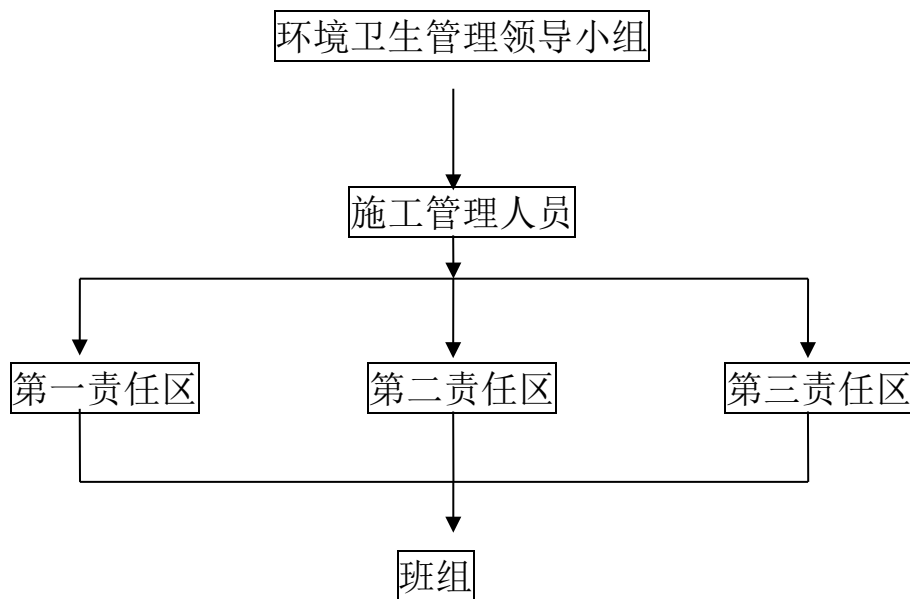 环境卫生管理领导小组
施工管理人员
第一责任区
第二责任区
第三责任区
班组